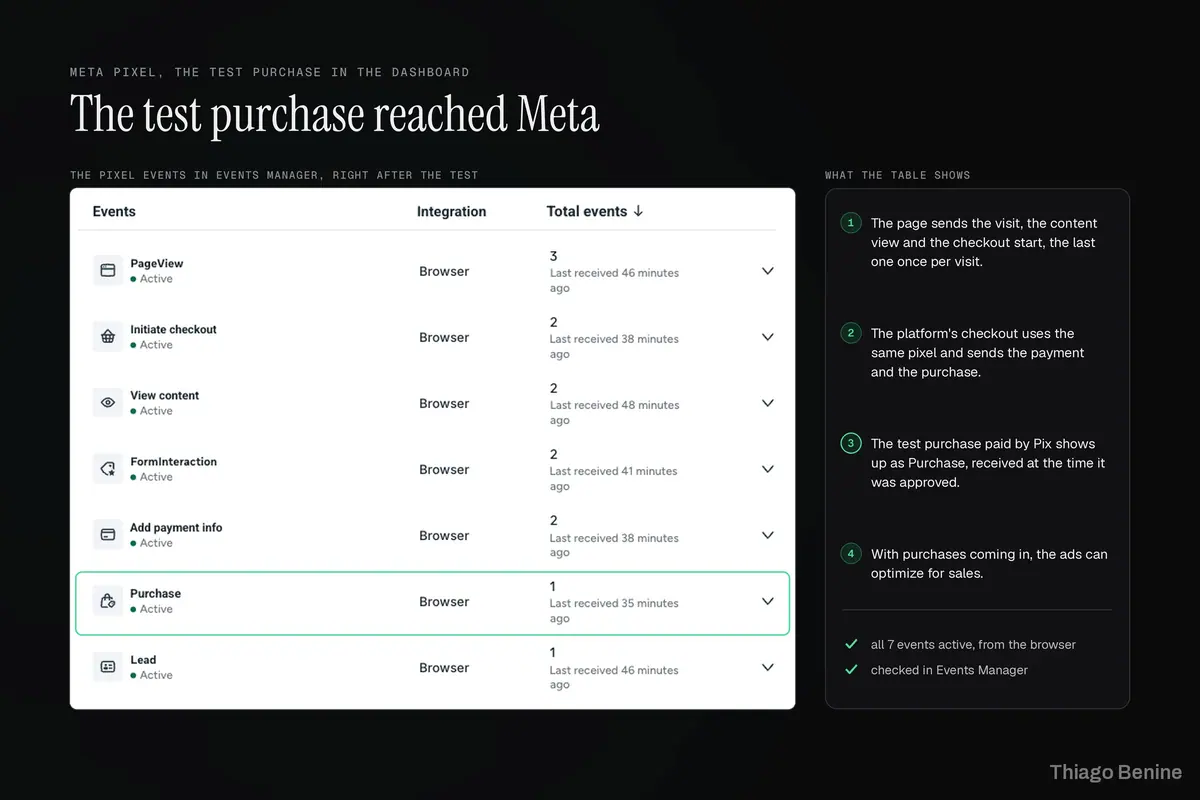 META PIXEL, THE TEST PURCHASE IN THE DASHBOARD
The test purchase reached Meta
THE PIXEL EVENTS IN EVENTS MANAGER, RIGHT AFTER THE TEST
Events
Integration
Total events ↓
PageView
Active
Browser
3
Last received 46 minutes
ago
Initiate checkout
Active
Browser
2
Last received 38 minutes
ago
View content
Active
Browser
2
Last received 48 minutes
ago
FormInteraction
Active
Browser
2
Last received 41 minutes
ago
Add payment info
Active
Browser
2
Last received 38 minutes
ago
Purchase
Active
Browser
1
Last received 35 minutes
ago
Lead
Active
Browser
1
Last received 46 minutes
ago
WHAT THE TABLE SHOWS
1
The page sends the visit, the content
view and the checkout start, the last
one once per visit.
2
The platform's checkout uses the
same pixel and sends the payment
and the purchase.
3
The test purchase paid by Pix shows
up as Purchase, received at the time it
was approved.
4
With purchases coming in, the ads can
optimize for sales.
all 7 events active, from the browser
checked in Events Manager
Thiago Benine